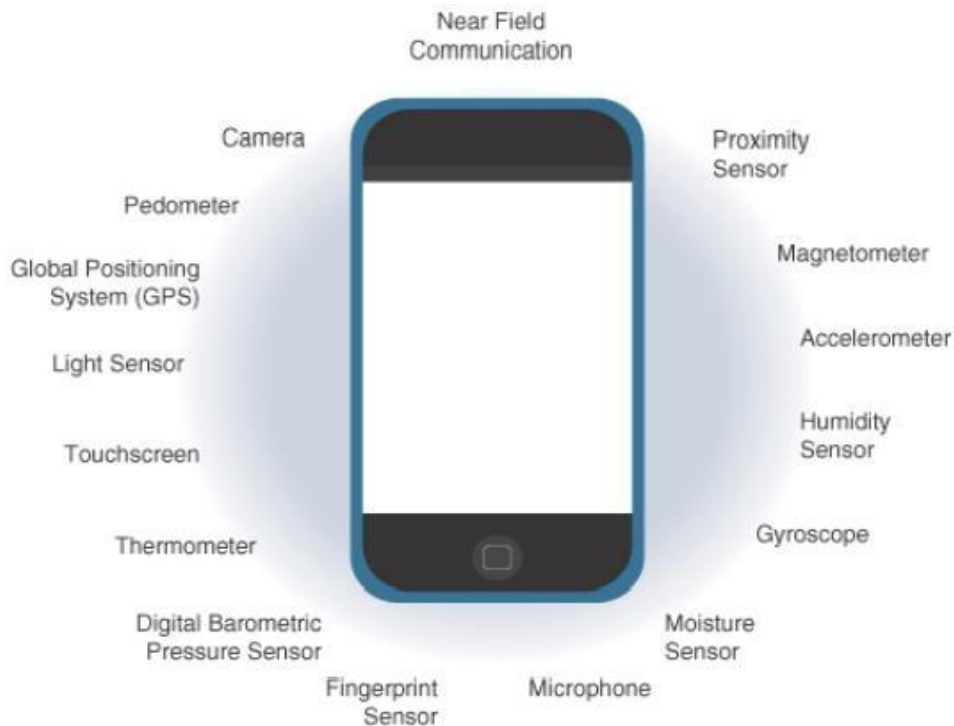 Near Field
Communication
Camera
Proximity
Sensor
Pedometer
Magnetometer
Global Positioning
System (GPS)
Accelerometer
Light Sensor
Humidity
Sensor
Touchscreen
Gyroscope
Thermometer
Digital Barometric
Pressure Sensor
Moisture
Sensor
Fingerprint
Sensor
Microphone